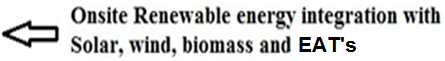 Onsite Renewable energy integration with
Solar, wind, biomass and EAT's